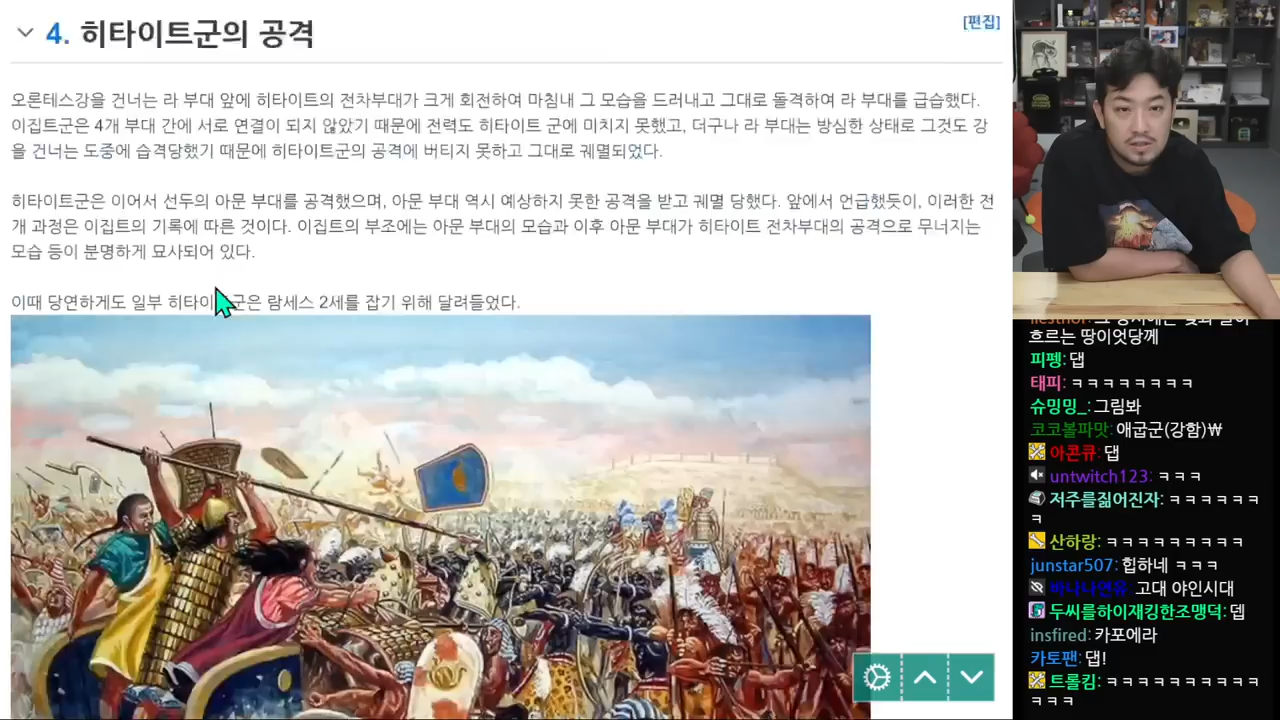 4. 히타이트군의 공격
[편집]
오론테스강을 건너는 라 부대 앞에 히타이트의 전차부대가 크게 회전하여 마침내 그 모습을 드러내고 그대로 돌격하여 라 부대를 급습했다.
이집트군은 4개 부대 간에 서로 연결이 되지 않았기 때문에 전력도 히타이트 군에 미치지 못했고, 더구나 라 부대는 방심한 상태로 그것도 강
을 건너는 도중에 습격당했기 때문에 히타이트군의 공격에 버티지 못하고 그대로 궤멸되었다.
히타이트군은 이어서 선두의 아문 부대를 공격했으며, 아문 부대 역시 예상하지 못한 공격을 받고 궤멸 당했다. 앞에서 언급했듯이, 이러한 전
개 과정은 이집트의 기록에 따른 것이다. 이집트의 부조에는 아문 부대의 모습과 이후 아문 부대가 히타이트 전차부대의 공격으로 무너지는
모습 등이 분명하게 묘사되어 있다.
이때 당연하게도 일부 히타이 군은 람세스 2세를 잡기 위해 달려들었다.
흐르는 땅이엇당께
피펭: 댑
태피: ㅋㅋㅋㅋㅋㅋㅋㅋ
슈밍밍_: 그림봐
코코볼파맛: 애굽군(강함)₩
아콘큐: 댑
untwitch123: ㅋㅋㅋ
저주를짊어진자: ㅋㅋㅋㅋㅋㅋ
ㅋ
산하랑: ㅋㅋㅋㅋㅋㅋㅋㅋㅋ
junstar507: 힙하네 ㅋㅋㅋ
바나나연유: 고대 야인시대
두씨를하이재킹한조맹덕: 뎁
insfired: 카포에라
카토팬: 댑!
트롤킴: ㅋㅋㅋㅋㅋㅋㅋㅋㅋㅋ
ㅋㅋㅋ